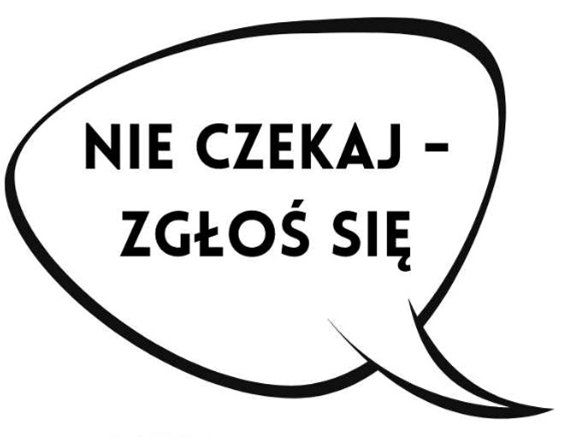 NIE CZEKAJ -
ZGŁOŚ SIĘ